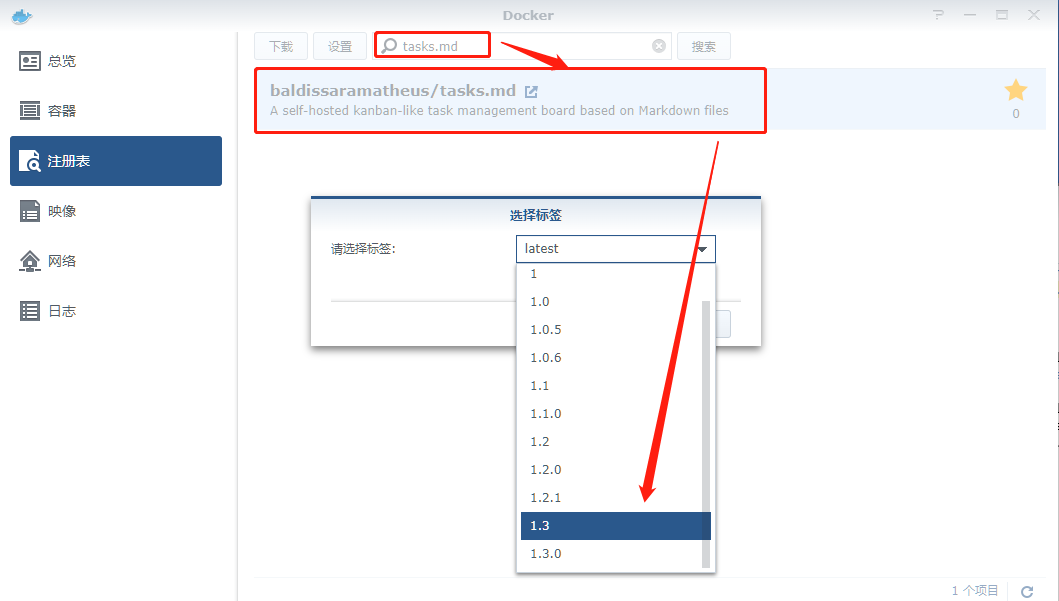 Docker
总览
容器
注册表
映像
网络
日志
下载
设置
tasks.md
搜索
baldissaramatheus/tasks.md
A self-hosted kanban-like task management board based on Markdown files
0
选择标签
请选择标签:
latest
1
1.0
1.0.5
1.0.6
1.1
1.1.0
1.2
1.2.0
1.2.1
1.3
1.3.0
1 个项目